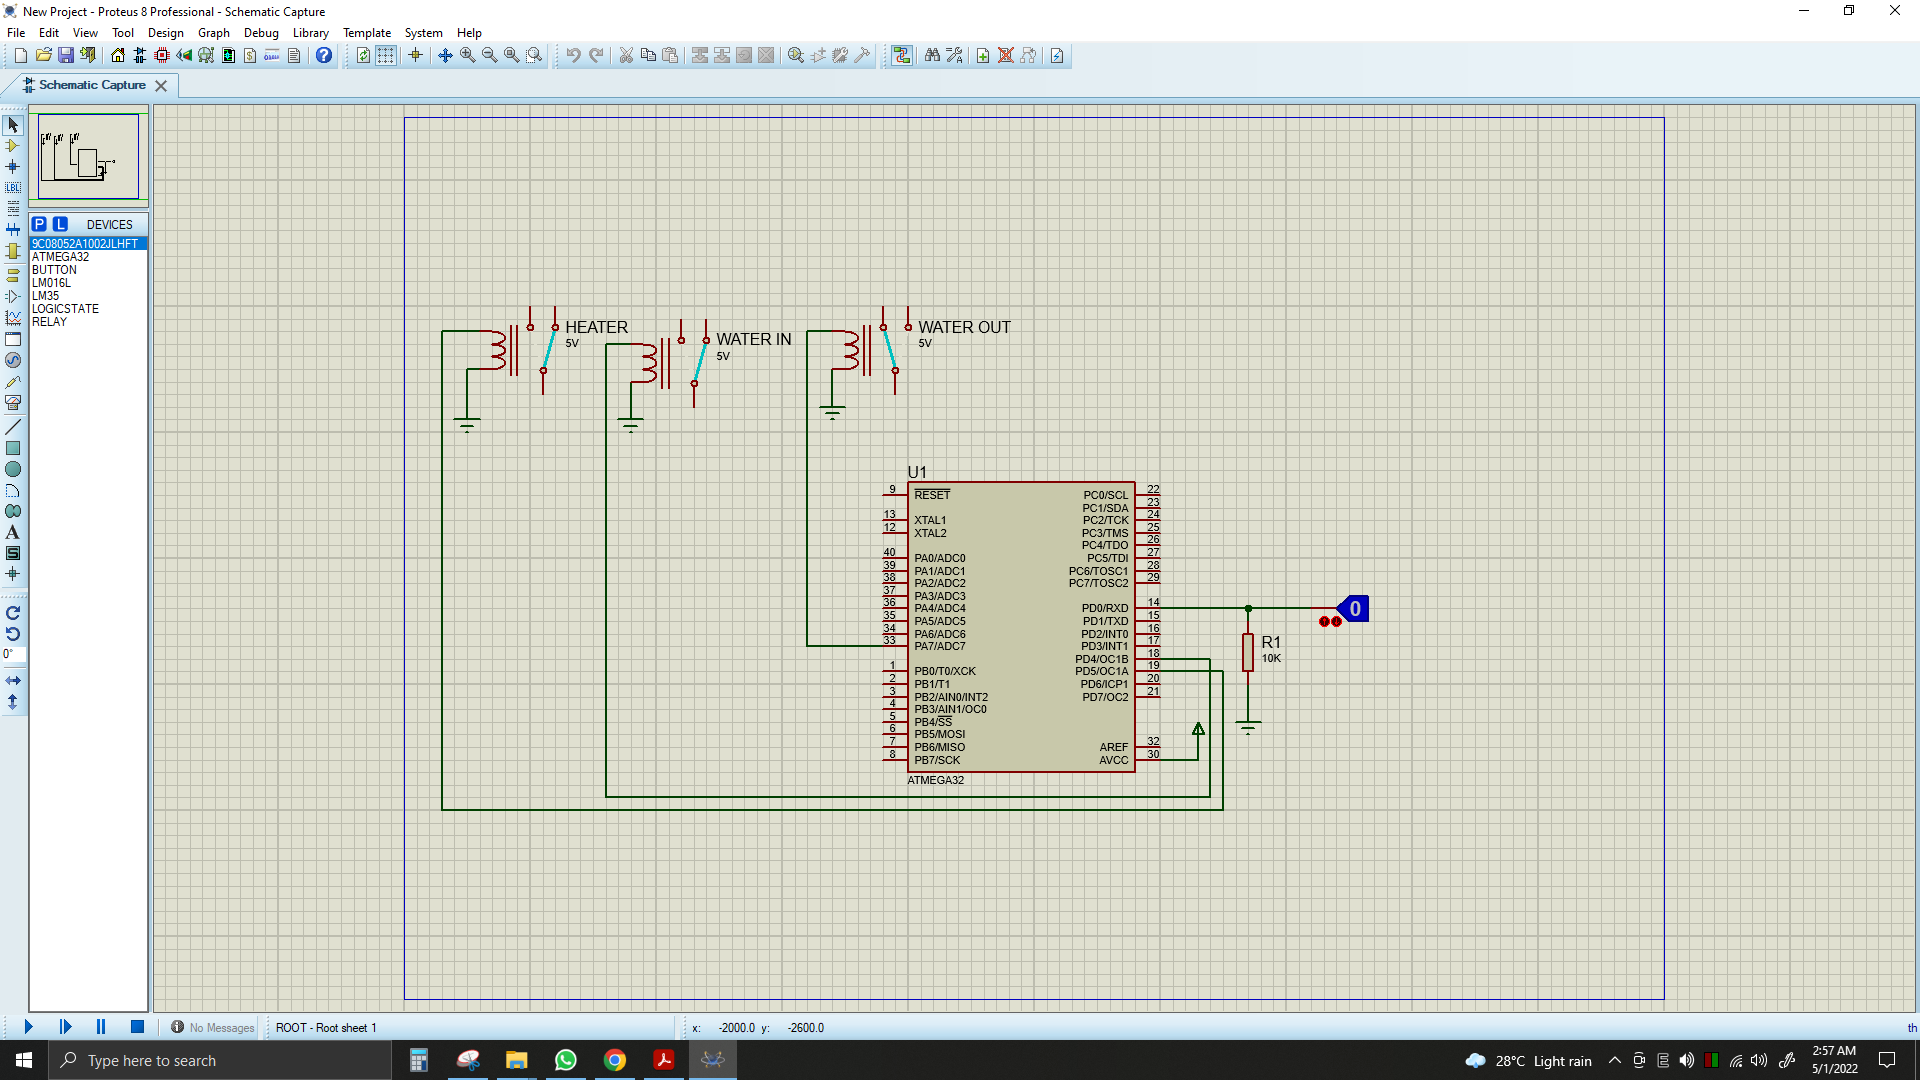 New Project - Proteus 8 Professional - Schematic Capture
File Edit View Tool Design Graph Debug Library Template System Help
Schematic Capture
P L DEVICES
9C08052A1002JLHFT
ATMEGA32
BUTTON
LM016L
LM35
LOGICSTATE
RELAY
LBL
A
S
0°
HEATER
5V
WATER IN
5V
WATER OUT
5V
U1
9 RESET
13 XTAL1
12 XTAL2
40 PA0/ADC0
39 PA1/ADC1
38 PA2/ADC2
37 PA3/ADC3
36 PA4/ADC4
35 PA5/ADC5
34 PA6/ADC6
33 PA7/ADC7
1 PB0/T0/XCK
2 PB1/T1
3 PB2/AIN0/INT2
4 PB3/AIN1/OC0
5 PB4/SS
6 PB5/MOSI
7 PB6/MISO
8 PB7/SCK
PC0/SCL 22
PC1/SDA 23
PC2/TCK 24
PC3/TMS 25
PC4/TDO 26
PC5/TDI 27
PC6/TOSC1 28
PC7/TOSC2 29
PD0/RXD 14
PD1/TXD 15
PD2/INT0 16
PD3/INT1 17
PD4/OC1B 18
PD5/OC1A 19
PD6/ICP1 20
PD7/OC2 21
AREF 32
AVCC 30
ATMEGA32
0
R1
10K
No Messages
ROOT - Root sheet 1
x: -2000.0 y: -2600.0
th
Type here to search
28°C Light rain
2:57 AM
5/1/2022